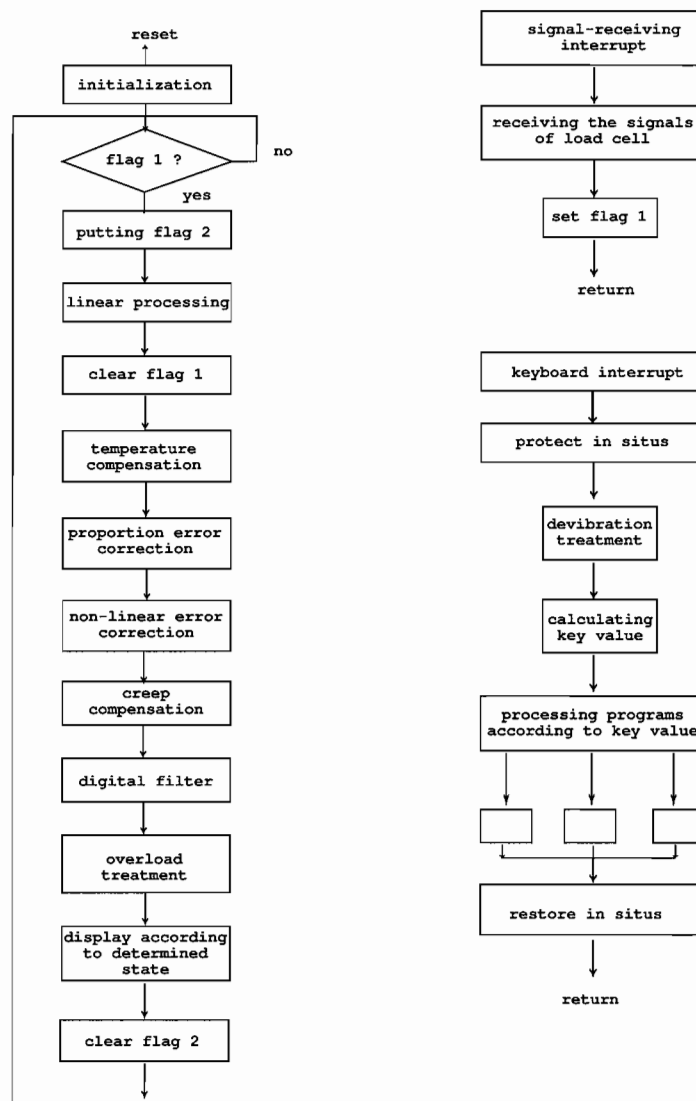 reset
initialization
flag 1 ?
no
yes
putting flag 2
linear processing
clear flag 1
temperature
compensation
proportion error
correction
non-linear error
correction
creep
compensation
digital filter
overload
treatment
display according
to determined
state
clear flag 2
signal-receiving
interrupt
receiving the signals
of load cell
set flag 1
return
keyboard interrupt
protect in situs
devibration
treatment
calculating
key value
processing programs
according to key value
restore in situs
return